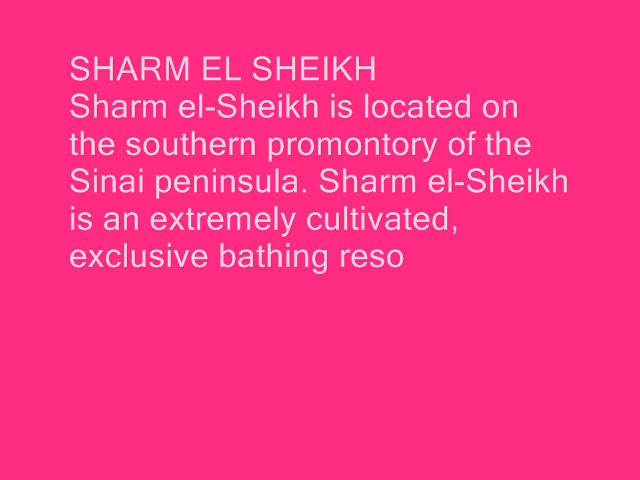 SHARM EL SHEIKH
Sharm el-Sheikh is located on
the southern promontory of the
Sinai peninsula. Sharm el-Sheikh
is an extremely cultivated,
exclusive bathing reso